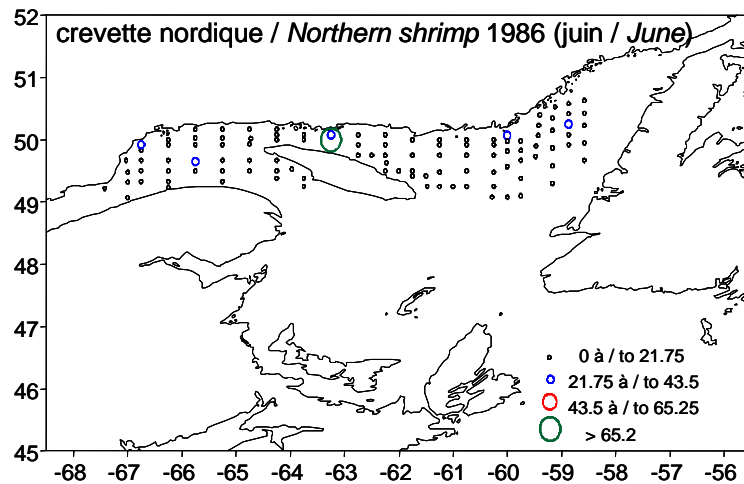 crevette nordique / Northern shrimp 1986 (juin / June)
52
51
50
49
48
47
46
45
0 à / to 21.75
21.75 à / to 43.5
43.5 à / to 65.25
> 65.2
-68 -67 -66 -65 -64 -63 -62 -61 -60 -59 -58 -57 -56